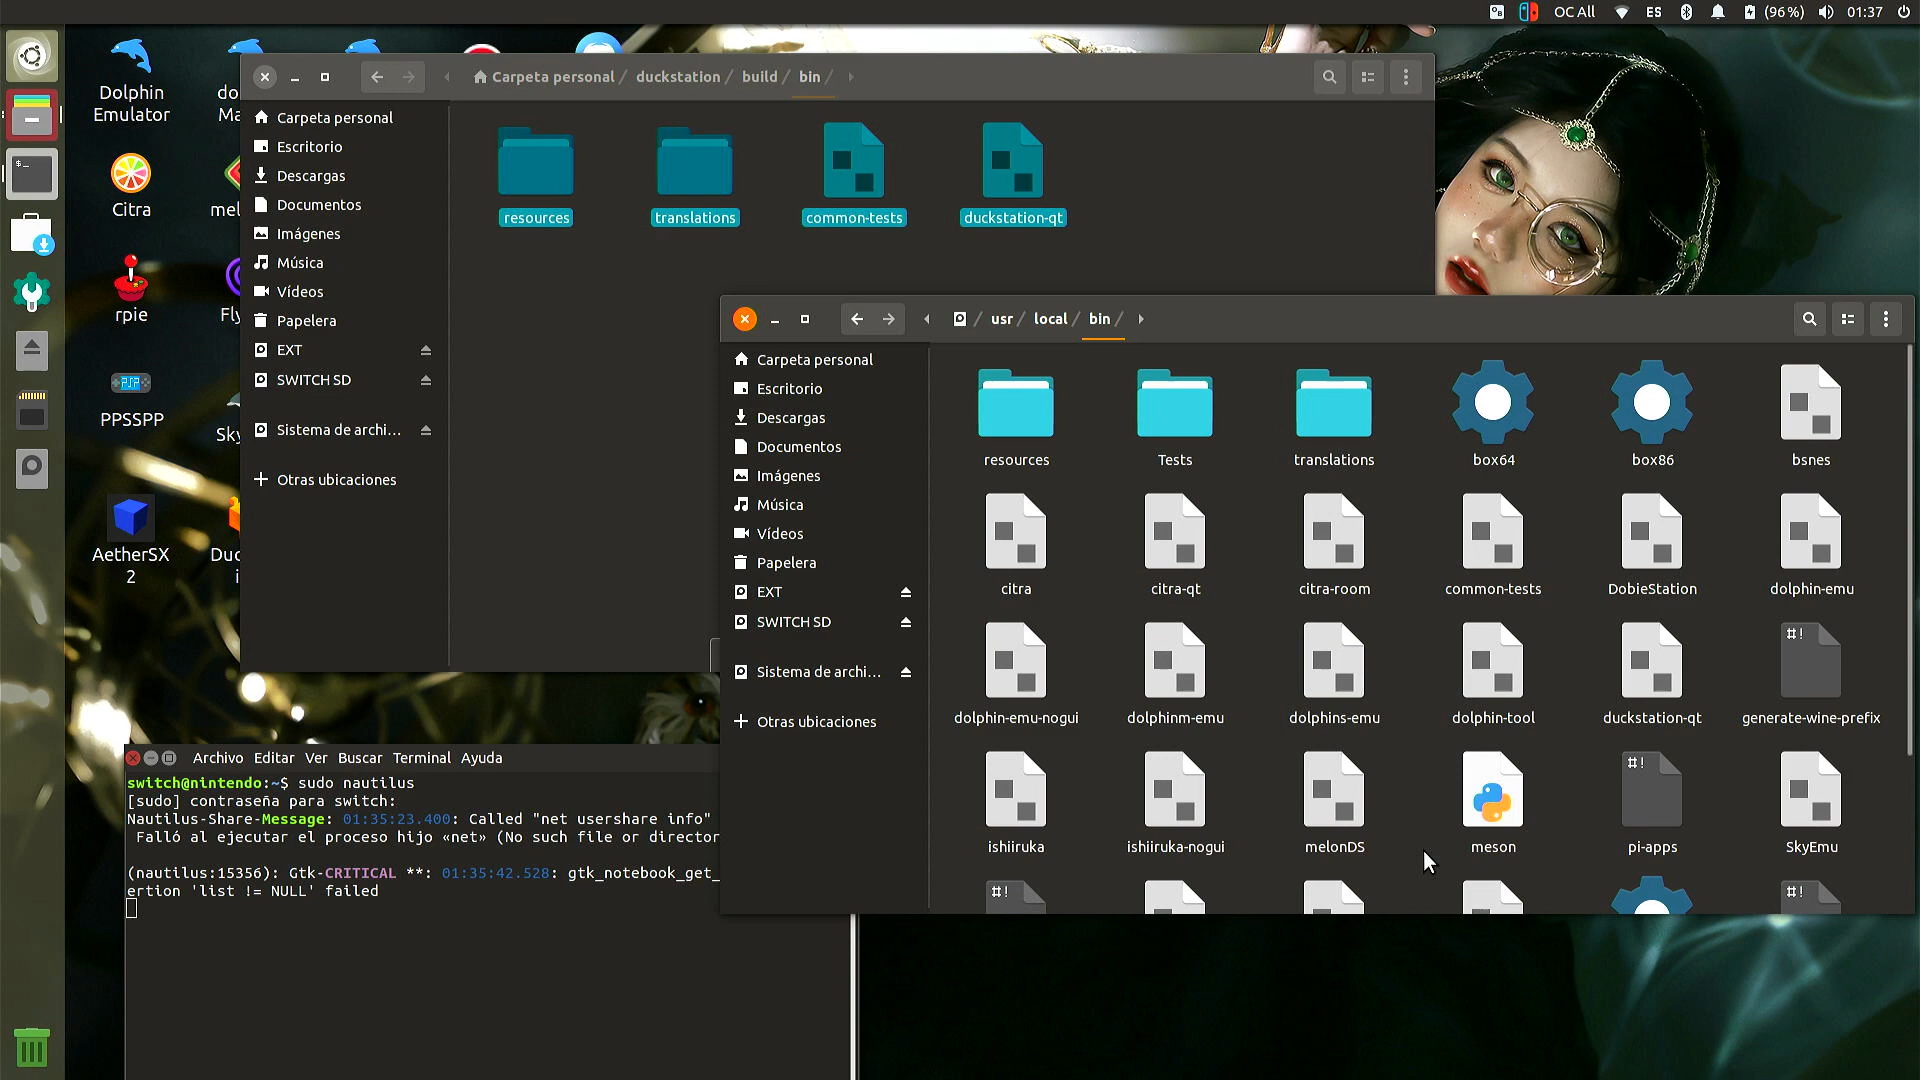 OC All
ES
(96 %)
01:37
Dolphin
Emulator
Citra
rpie
PPSSPP
AetherSX
2
Carpeta personal / duckstation / build / bin /
Carpeta personal
Escritorio
Descargas
Documentos
Imágenes
Música
Vídeos
Papelera
EXT
SWITCH SD
Sistema de archi...
Otras ubicaciones
resources
translations
common-tests
duckstation-qt
/ usr / local / bin /
Carpeta personal
Escritorio
Descargas
Documentos
Imágenes
Música
Vídeos
Papelera
EXT
SWITCH SD
Sistema de archi...
Otras ubicaciones
resources
Tests
translations
box64
box86
bsnes
citra
citra-qt
citra-room
common-tests
DobieStation
dolphin-emu
dolphin-emu-nogui
dolphinm-emu
dolphins-emu
dolphin-tool
duckstation-qt
generate-wine-prefix
ishiiruka
ishiiruka-nogui
melonDS
meson
pi-apps
SkyEmu
Archivo Editar Ver Buscar Terminal Ayuda
switch@nintendo:~$ sudo nautilus
[sudo] contraseña para switch:
Nautilus-Share-Message: 01:35:23.400: Called "net usershare info"
Falló al ejecutar el proceso hijo «net» (No such file or director
(nautilus:15356): Gtk-CRITICAL **: 01:35:42.528: gtk_notebook_get_
ertion 'list != NULL' failed